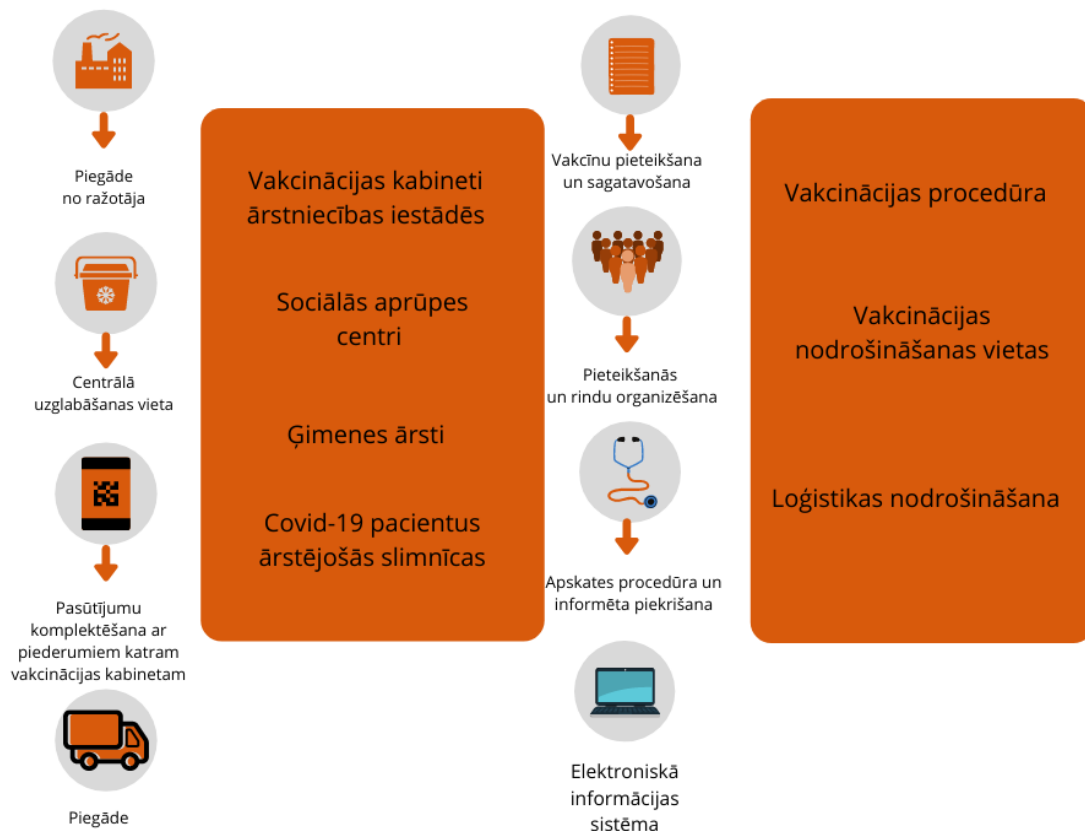 Piegāde
no ražotāja
Centrālā
uzglabāšanas vieta
Pasūtījumu
komplektēšana ar
piederumiem katram
vakcinācijas kabinetam
Piegāde
Vakcinācijas kabineti
ārstniecības iestādēs
Sociālās aprūpes
centri
Ģimenes ārsti
Covid-19 pacientus
ārstējošās slimnīcas
Vakcīnu pieteikšana
un sagatavošana
Pieteikšanās
un rindu organizēšana
Apskates procedūra un
informēta piekrišana
Elektroniskā
informācijas
sistēma
Vakcinācijas procedūra
Vakcinācijas
nodrošināšanas vietas
Loģistikas nodrošināšana